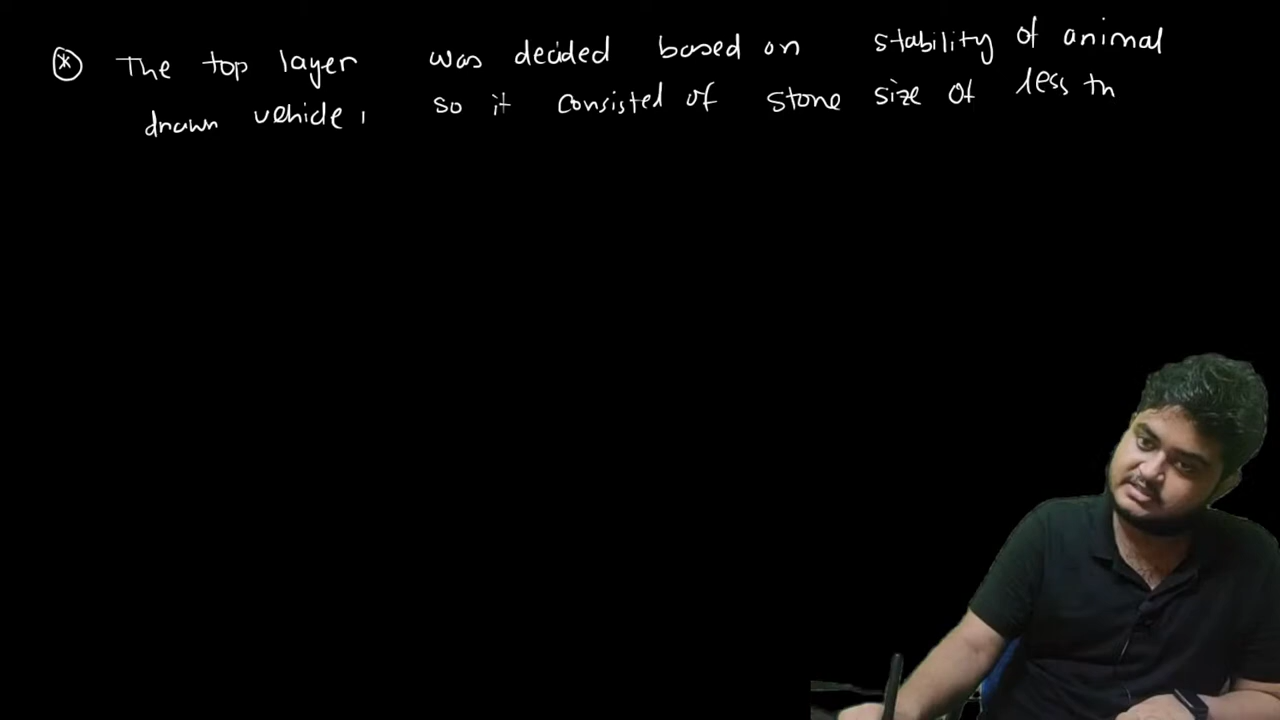 * The top layer was decided based on stability of animal
drawn vehicle, so it consisted of stone size of less th